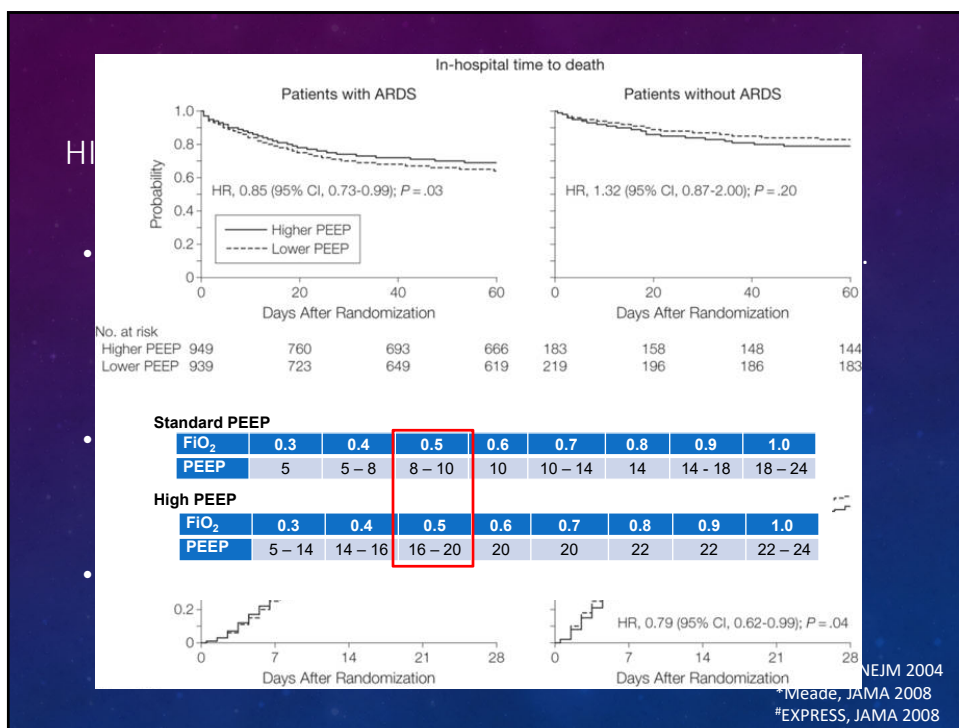 In-hospital time to death
Patients with ARDS
Patients without ARDS
HI
1.0
0.8
0.6
0.4
0.2
0
Probability
HR, 0.85 (95% CI, 0.73-0.99); P = .03
HR, 1.32 (95% CI, 0.87-2.00); P = .20
Higher PEEP
Lower PEEP
0 20 40 60
0 20 40 60
Days After Randomization
Days After Randomization
No. at risk
Higher PEEP 949 760 693 666 183 158 148 144
Lower PEEP 939 723 649 619 219 196 186 183
Standard PEEP
FiO2 0.3 0.4 0.5 0.6 0.7 0.8 0.9 1.0
PEEP 5 5 – 8 8 – 10 10 10 – 14 14 14 - 18 18 – 24
High PEEP
FiO2 0.3 0.4 0.5 0.6 0.7 0.8 0.9 1.0
PEEP 5 – 14 14 – 16 16 – 20 20 20 22 22 22 – 24
0.2
0
HR, 0.79 (95% CI, 0.62-0.99); P = .04
0 7 14 21 28
0 7 14 21 28
Days After Randomization
Days After Randomization
NEJM 2004
*Meade, JAMA 2008
#EXPRESS, JAMA 2008